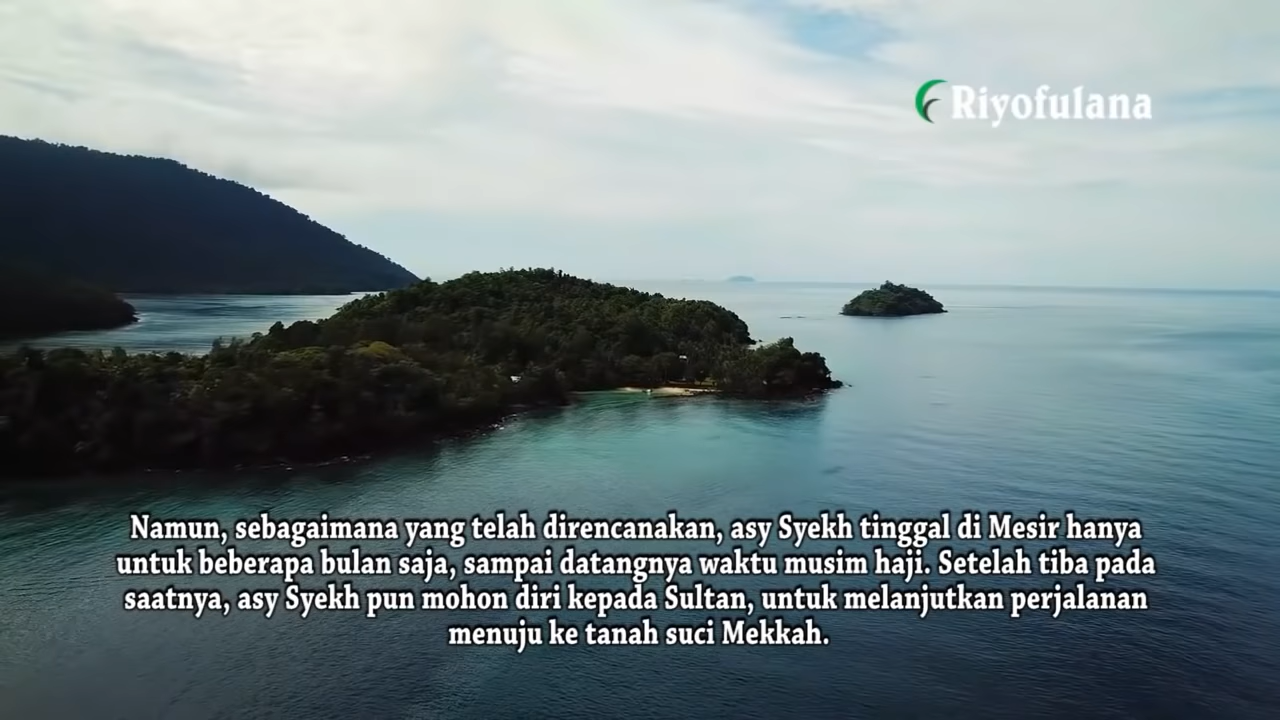 Riyofulana
Namun, sebagaimana yang telah direncanakan, asy Syekh tinggal di Mesir hanya
untuk beberapa bulan saja, sampai datangnya waktu musim haji. Setelah tiba pada
saatnya, asy Syekh pun mohon diri kepada Sultan, untuk melanjutkan perjalanan
menuju ke tanah suci Mekkah.